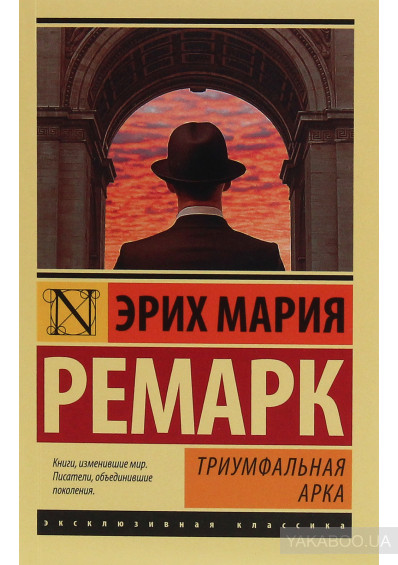 N
ЭРИХ МАРИЯ
РЕМАРК
Книги, изменившие мир.
Писатели, объединившие
поколения.
ТРИУМФАЛЬНАЯ
АРКА
эксклюзивная классика
YAKABOO.UA